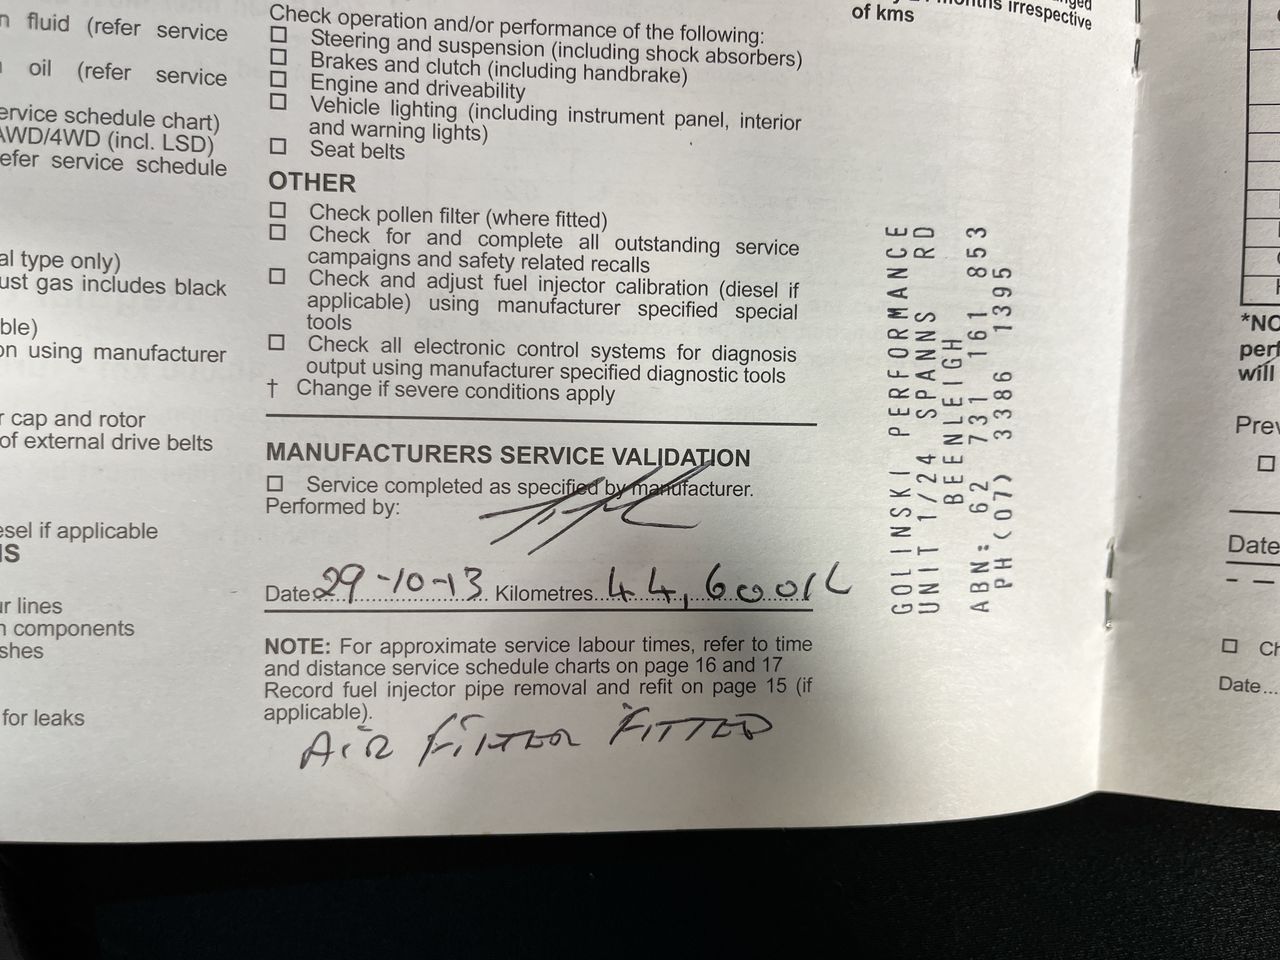 n fluid (refer service
oil (refer service
ervice schedule chart)
AWD/4WD (incl. LSD)
efer service schedule
al type only)
ust gas includes black
ble)
on using manufacturer
r cap and rotor
of external drive belts
esel if applicable
IS
ur lines
n components
shes
for leaks
Check operation and/or performance of the following:
☐ Steering and suspension (including shock absorbers)
☐ Brakes and clutch (including handbrake)
☐ Engine and driveability
☐ Vehicle lighting (including instrument panel, interior
and warning lights)
☐ Seat belts
OTHER
☐ Check pollen filter (where fitted)
☐ Check for and complete all outstanding service
campaigns and safety related recalls
☐ Check and adjust fuel injector calibration (diesel if
applicable) using manufacturer specified special
tools
☐ Check all electronic control systems for diagnosis
output using manufacturer specified diagnostic tools
† Change if severe conditions apply
MANUFACTURERS SERVICE VALIDATION
☐ Service completed as specified by manufacturer.
Performed by:
Date 29-10-13 Kilometres 44,600K
NOTE: For approximate service labour times, refer to time
and distance service schedule charts on page 16 and 17
Record fuel injector pipe removal and refit on page 15 (if
applicable).
AIR FILTER FITTED
months irrespective
of kms
GOLINSKI PERFORMANCE
UNIT 1/24 SPANNS RD
BEENLEIGH
ABN: 62 731 161 853
PH (07) 3386 1395
*NO
perf
will
Prev
☐
Date
☐ Ch
Date...